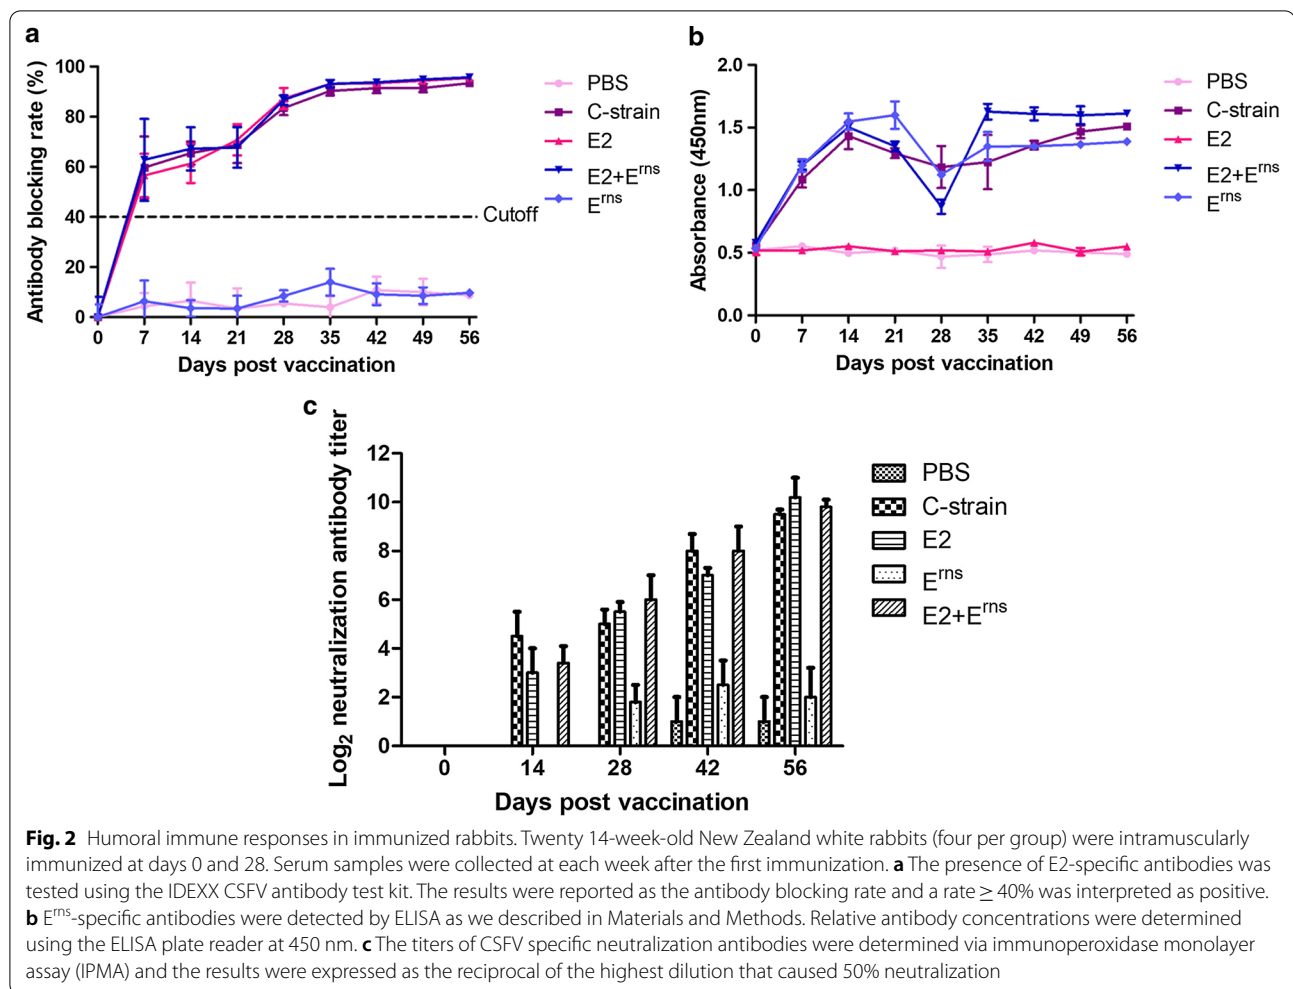 a
Antibody blocking rate (%)
100
80
60
40
20
0
Cutoff
0 7 14 21 28 35 42 49 56
Days post vaccination
PBS
C-strain
E2
E2+Erns
Erns
b
Absorbance (450nm)
2.0
1.5
1.0
0.5
0.0
0 7 14 21 28 35 42 49 56
Days post vaccination
PBS
C-strain
E2
E2+Erns
Erns
c
Log2 neutralization antibody titer
12
10
8
6
4
2
0
0 14 28 42 56
Days post vaccination
PBS
C-strain
E2
Erns
E2+Erns
Fig. 2 Humoral immune responses in immunized rabbits. Twenty 14-week-old New Zealand white rabbits (four per group) were intramuscularly
immunized at days 0 and 28. Serum samples were collected at each week after the first immunization. a The presence of E2-specific antibodies was
tested using the IDEXX CSFV antibody test kit. The results were reported as the antibody blocking rate and a rate ≥ 40% was interpreted as positive.
b Erns-specific antibodies were detected by ELISA as we described in Materials and Methods. Relative antibody concentrations were determined
using the ELISA plate reader at 450 nm. c The titers of CSFV specific neutralization antibodies were determined via immunoperoxidase monolayer
assay (IPMA) and the results were expressed as the reciprocal of the highest dilution that caused 50% neutralization